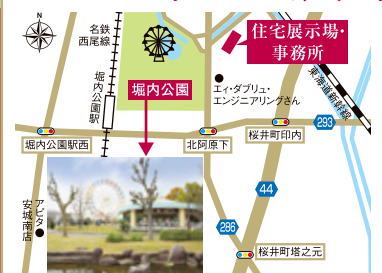 N
名鉄
西尾線
住宅展示場・
事務所
堀内公園駅
堀内公園
エィ・ダブリュ・
エンジニアリングさん
東海道新幹線
堀内公園駅西
北阿原下
桜井町印内
293
アピタ
安城南店
44
286
桜井町塔之元